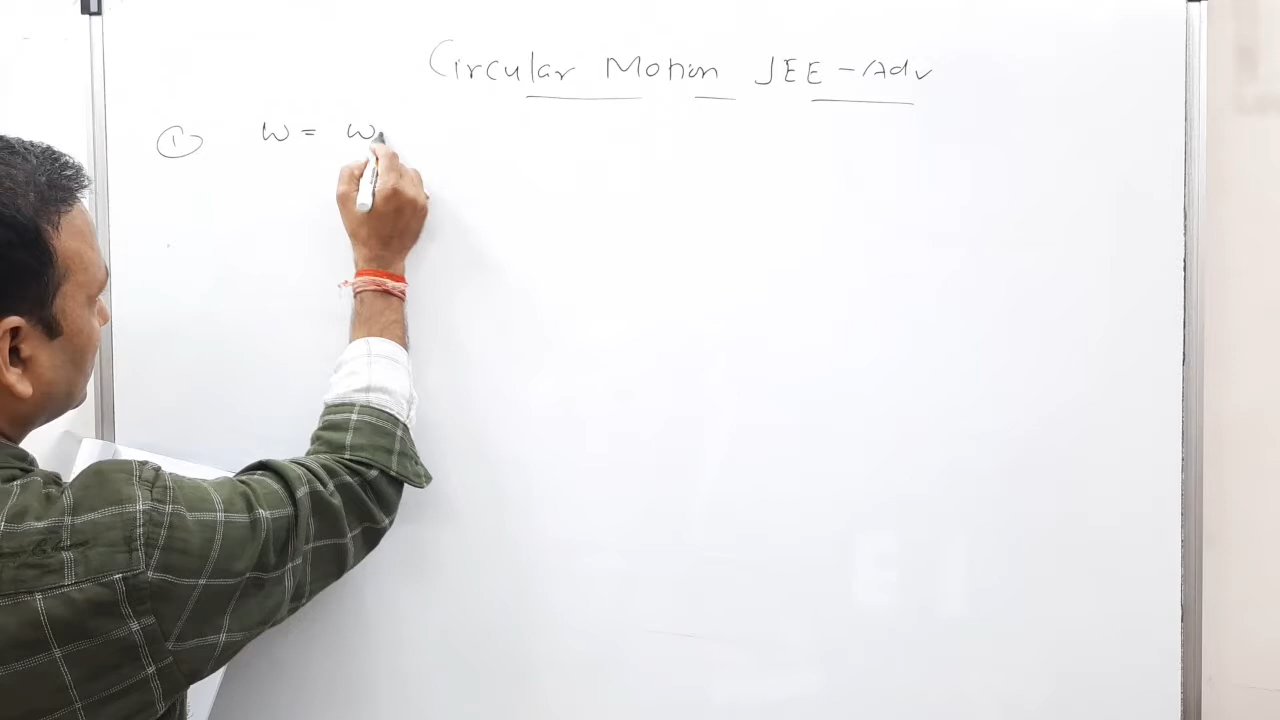 Circular Motion JEE - Adv
① ω = ω